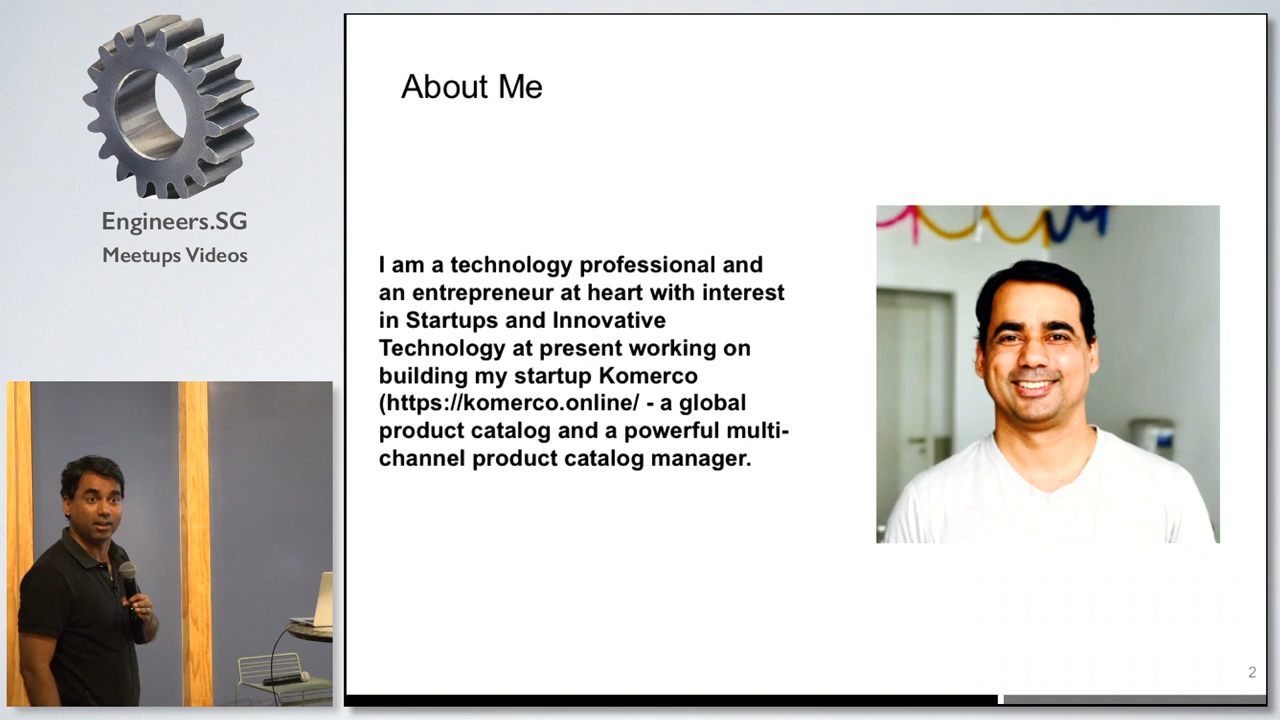 Engineers.SG
Meetups Videos
About Me
I am a technology professional and
an entrepreneur at heart with interest
in Startups and Innovative
Technology at present working on
building my startup Komerco
(https://komerco.online/ - a global
product catalog and a powerful multi-
channel product catalog manager.
2